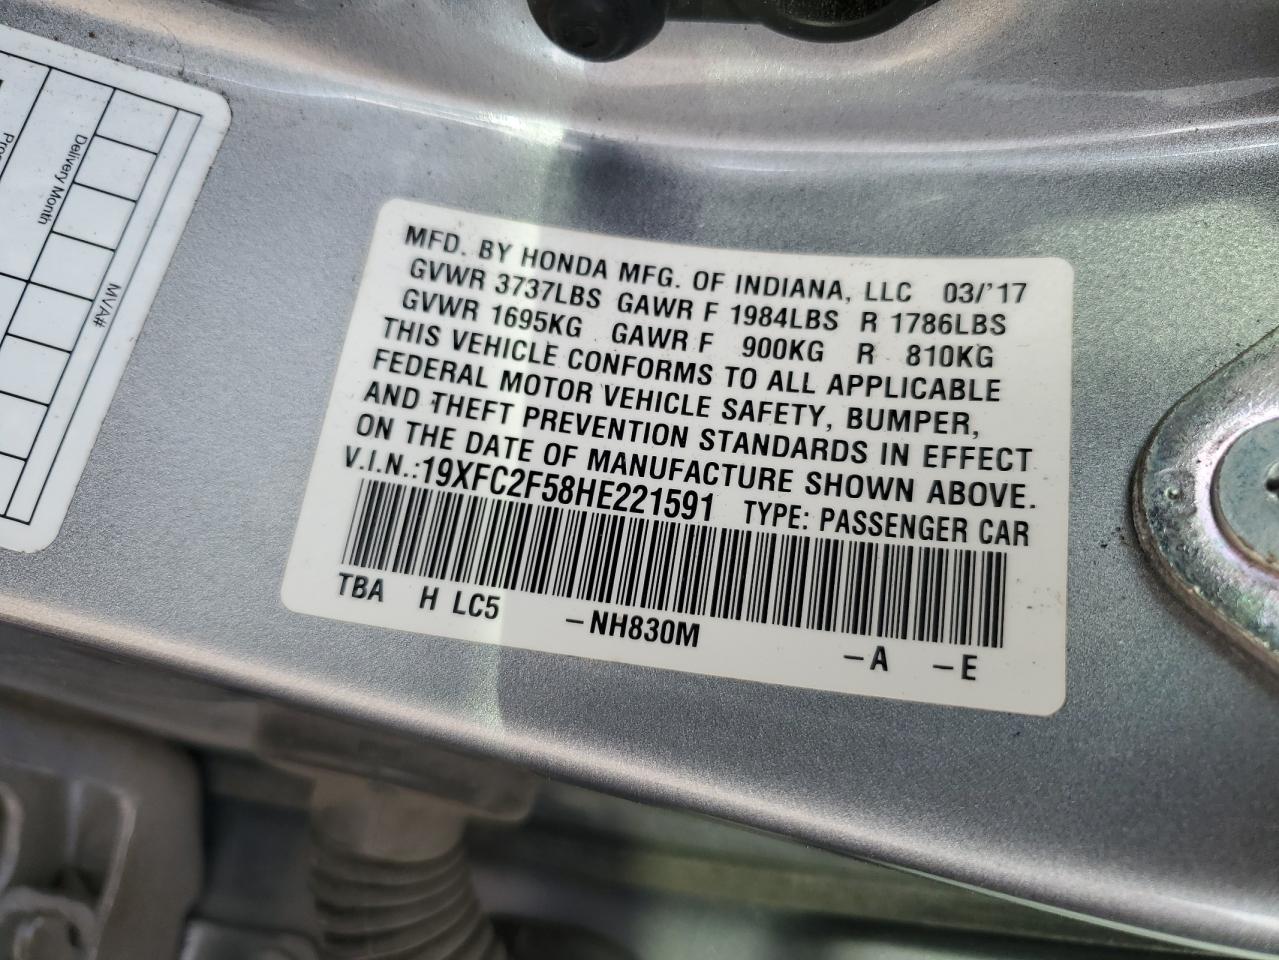 Delivery Month
MVA#
MFD. BY HONDA MFG. OF INDIANA, LLC 03/'17
GVWR 3737LBS GAWR F 1984LBS R 1786LBS
GVWR 1695KG GAWR F 900KG R 810KG
THIS VEHICLE CONFORMS TO ALL APPLICABLE
FEDERAL MOTOR VEHICLE SAFETY, BUMPER,
AND THEFT PREVENTION STANDARDS IN EFFECT
ON THE DATE OF MANUFACTURE SHOWN ABOVE.
V.I.N.:19XFC2F58HE221591 TYPE: PASSENGER CAR
TBA H LC5 -NH830M -A -E